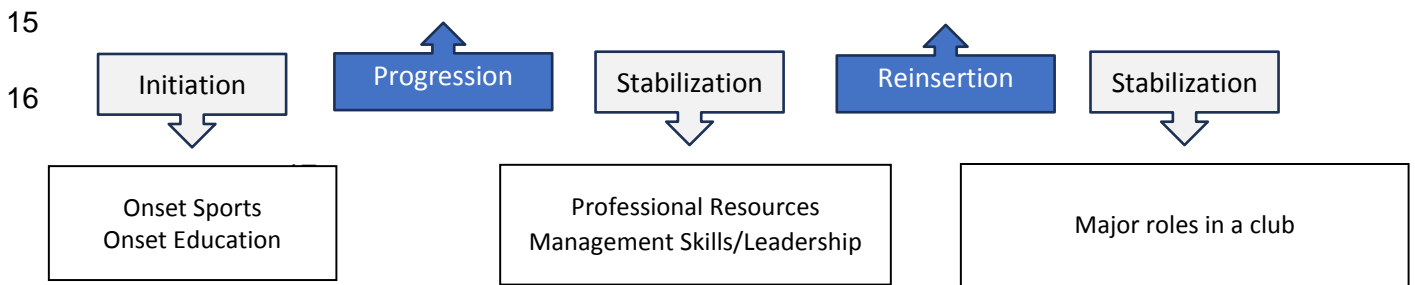 15
Initiation
Progression
Stabilization
Reinsertion
Stabilization
16
Onset Sports
Onset Education
Professional Resources
Management Skills/Leadership
Major roles in a club